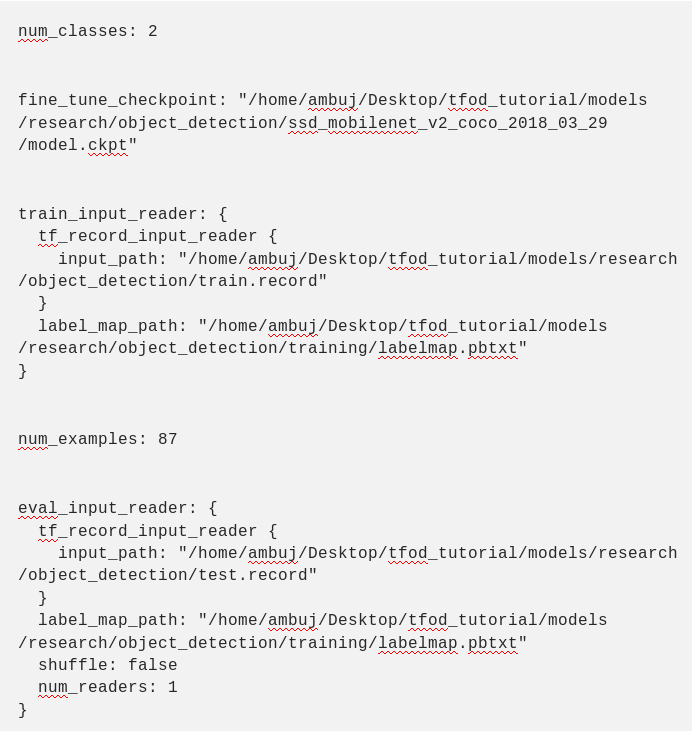 num_classes: 2
fine_tune_checkpoint: "/home/ambuj/Desktop/tfod_tutorial/models
/research/object_detection/ssd_mobilenet_v2_coco_2018_03_29
/model.ckpt"
train_input_reader: {
  tf_record_input_reader {
    input_path: "/home/ambuj/Desktop/tfod_tutorial/models/research
/object_detection/train.record"
  }
  label_map_path: "/home/ambuj/Desktop/tfod_tutorial/models
/research/object_detection/training/labelmap.pbtxt"
}
num_examples: 87
eval_input_reader: {
  tf_record_input_reader {
    input_path: "/home/ambuj/Desktop/tfod_tutorial/models/research
/object_detection/test.record"
  }
  label_map_path: "/home/ambuj/Desktop/tfod_tutorial/models
/research/object_detection/training/labelmap.pbtxt"
  shuffle: false
  num_readers: 1
}